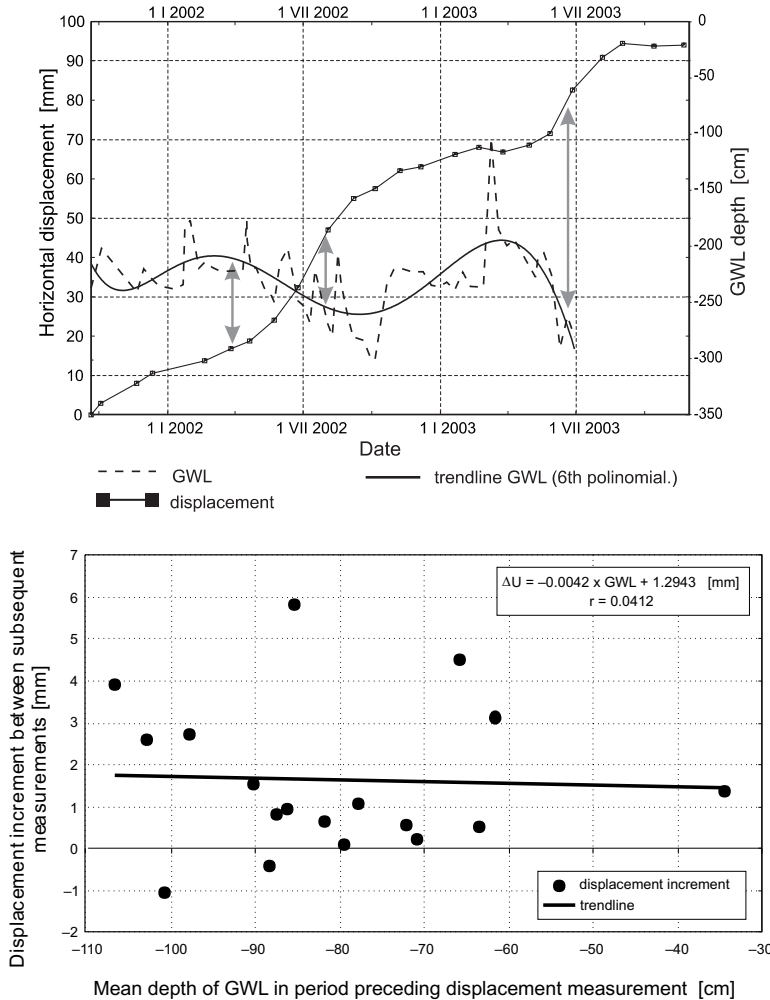 1 I 2002 1 VII 2002 1 I 2003 1 VII 2003
100
90
80
70
60
50
40
30
20
10
0
Horizontal displacement [mm]
0
-50
-100
-150
-200
-250
-300
-350
GWL depth [cm]
1 I 2002 1 VII 2002 1 I 2003 1 VII 2003
Date
GWL
trendline GWL (6th polinomial.)
displacement
Displacement increment between subsequent
measurements [mm]
7
6
5
4
3
2
1
0
–1
–2
ΔU = –0.0042 x GWL + 1.2943 [mm]
r = 0.0412
displacement increment
trendline
–110 –100 –90 –80 –70 –60 –50 –40 –30
Mean depth of GWL in period preceding displacement measurement [cm]